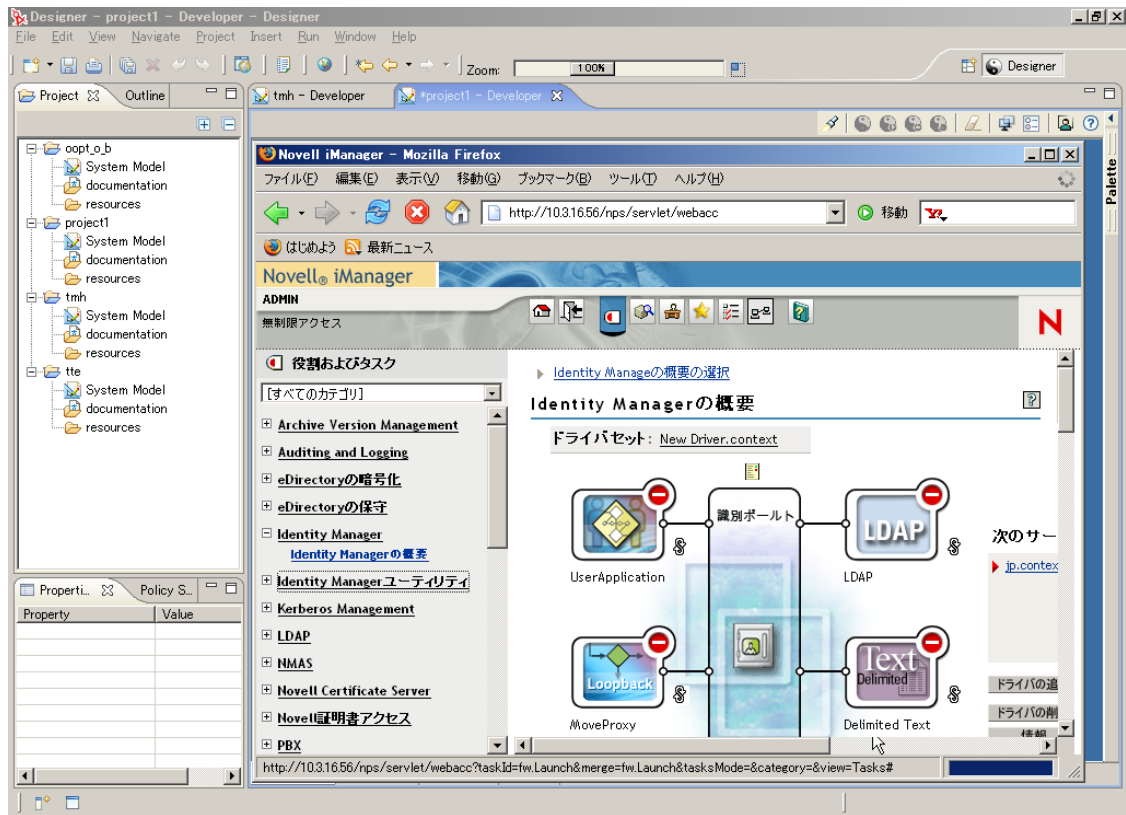 Designer - project1 - Developer - Designer
File Edit View Navigate Project Insert Run Window Help
Zoom: 100% Designer
Project Outline
tmh - Developer *project1 - Developer
oopt_o_b
System Model
documentation
resources
project1
System Model
documentation
resources
tmh
System Model
documentation
resources
tte
System Model
documentation
resources
Properti... Policy S...
Property Value
Palette
Novell iManager - Mozilla Firefox
ファイル(F) 編集(E) 表示(V) 移動(G) ブックマーク(B) ツール(T) ヘルプ(H)
http://10.3.16.56/nps/servlet/webacc 移動
はじめよう 最新ニュース
Novell® iManager
ADMIN
無制限アクセス
N
役割およびタスク
[すべてのカテゴリ]
Archive Version Management
Auditing and Logging
eDirectoryの暗号化
eDirectoryの保守
Identity Manager
Identity Managerの概要
Identity Managerユーティリティ
Kerberos Management
LDAP
NMAS
Novell Certificate Server
Novell証明書アクセス
PBX
Identity Manageの概要の選択
Identity Managerの概要
ドライバセット: New Driver.context
識別ボールト
LDAP
UserApplication
LDAP
次のサー
jp.contex
Loopback
Text
Delimited
MoveProxy
Delimited Text
ドライバの追
ドライバの削
情報
http://10.3.16.56/nps/servlet/webacc?taskId=fw.Launch&merge=fw.Launch&tasksMode=&category=&view=Tasks#